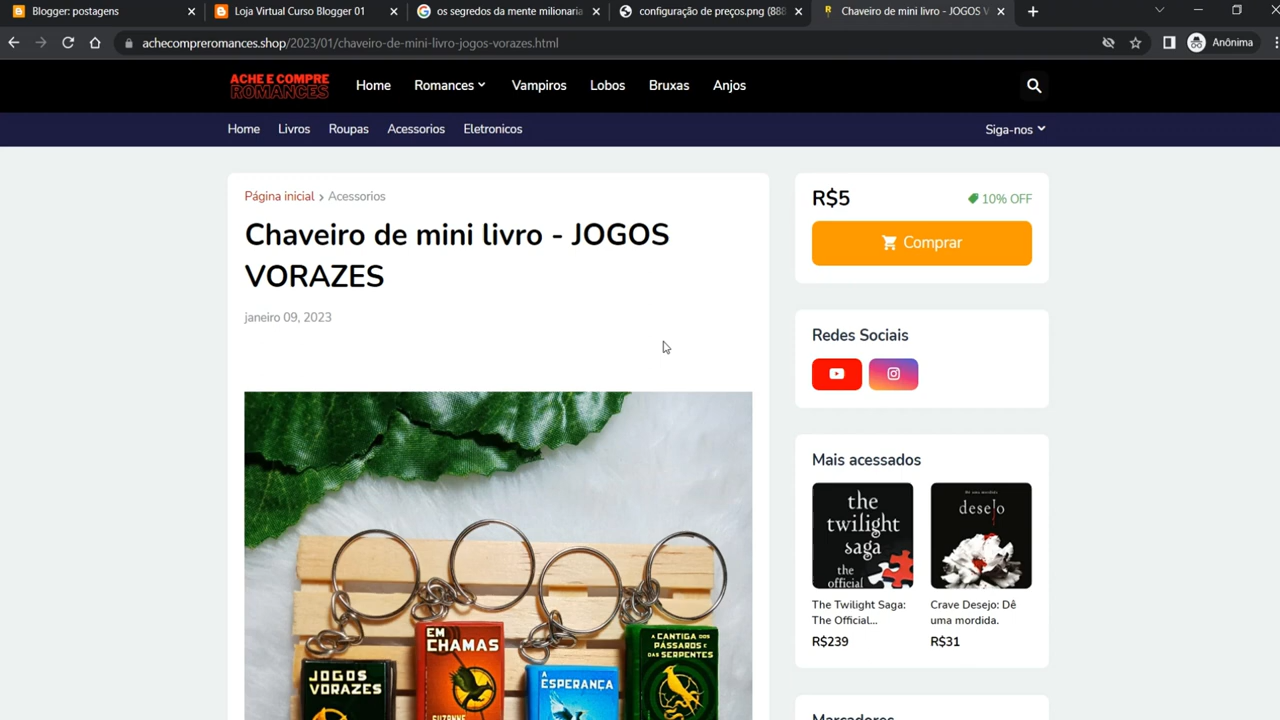 Blogger: postagens
Loja Virtual Curso Blogger 01
os segredos da mente milionaria
configuração de preços.png (888
Chaveiro de mini livro - JOGOS V
achecompreromances.shop/2023/01/chaveiro-de-mini-livro-jogos-vorazes.html
Anônima
ACHE E COMPRE
ROMANCES
Home
Romances
Vampiros
Lobos
Bruxas
Anjos
Home
Livros
Roupas
Acessorios
Eletronicos
Siga-nos
Página inicial > Acessorios
Chaveiro de mini livro - JOGOS
VORAZES
janeiro 09, 2023
JOGOS
VORAZES
EM
CHAMAS
SUZANNE
A
ESPERANÇA
A CANTIGA DOS
PÁSSAROS E
DAS SERPENTES
R$5
10% OFF
Comprar
Redes Sociais
Mais acessados
the
twilight
saga
the
official
desejo
The Twilight Saga:
The Official...
R$239
Crave Desejo: Dê
uma mordida.
R$31
Marcadores